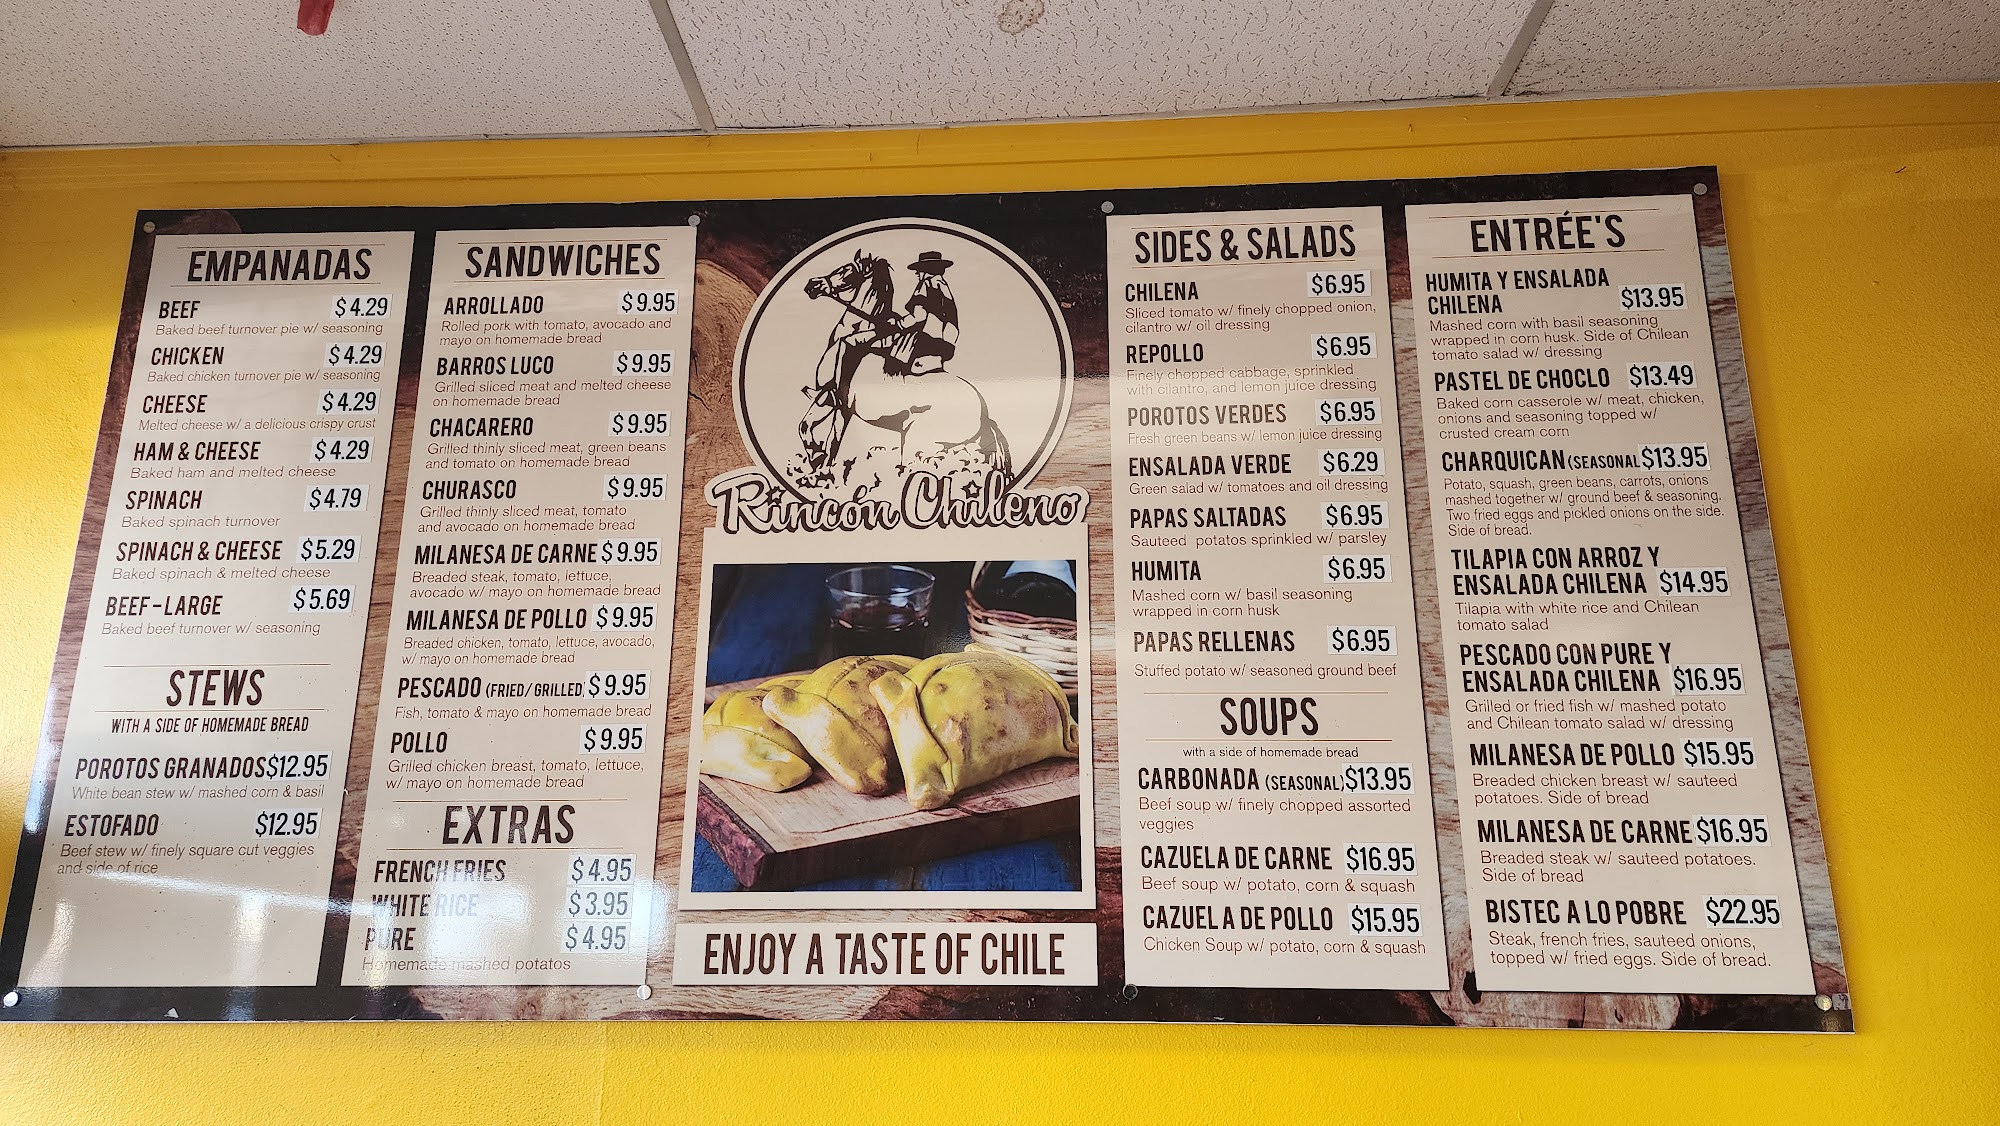 EMPANADAS
BEEF $4.29
Baked beef turnover pie w/ seasoning
CHICKEN $4.29
Baked chicken turnover pie w/ seasoning
CHEESE $4.29
Melted cheese w/ a delicious crispy crust
HAM & CHEESE $4.29
Baked ham and melted cheese
SPINACH $4.79
Baked spinach turnover
SPINACH & CHEESE $5.29
Baked spinach & melted cheese
BEEF-LARGE $5.69
Baked beef turnover w/ seasoning
STEWS
WITH A SIDE OF HOMEMADE BREAD
POROTOS GRANADOS $12.95
White bean stew w/ mashed corn & basil
ESTOFADO $12.95
Beef stew w/ finely square cut veggies
and side of rice
SANDWICHES
ARROLLADO $9.95
Rolled pork with tomato, avocado and
mayo on homemade bread
BARROS LUCO $9.95
Grilled sliced meat and melted cheese
on homemade bread
CHACARERO $9.95
Grilled thinly sliced meat, green beans
and tomato on homemade bread
CHURASCO $9.95
Grilled thinly sliced meat, tomato
and avocado on homemade bread
MILANESA DE CARNE $9.95
Breaded steak, tomato, lettuce,
avocado w/ mayo on homemade bread
MILANESA DE POLLO $9.95
Breaded chicken, tomato, lettuce, avocado,
w/ mayo on homemade bread
PESCADO (FRIED/GRILLED) $9.95
Fish, tomato & mayo on homemade bread
POLLO $9.95
Grilled chicken breast, tomato, lettuce,
w/ mayo on homemade bread
EXTRAS
FRENCH FRIES $4.95
WHITE RICE $3.95
PURE $4.95
Homemade mashed potatos
Rincón Chileno
ENJOY A TASTE OF CHILE
SIDES & SALADS
CHILENA $6.95
Sliced tomato w/ finely chopped onion,
cilantro w/ oil dressing
REPOLLO $6.95
Finely chopped cabbage, sprinkled
with cilantro, and lemon juice dressing
POROTOS VERDES $6.95
Fresh green beans w/ lemon juice dressing
ENSALADA VERDE $6.29
Green salad w/ tomatoes and oil dressing
PAPAS SALTADAS $6.95
Sauteed potatos sprinkled w/ parsley
HUMITA $6.95
Mashed corn w/ basil seasoning
wrapped in corn husk
PAPAS RELLENAS $6.95
Stuffed potato w/ seasoned ground beef
SOUPS
with a side of homemade bread
CARBONADA (SEASONAL) $13.95
Beef soup w/ finely chopped assorted
veggies
CAZUELA DE CARNE $16.95
Beef soup w/ potato, corn & squash
CAZUELA DE POLLO $15.95
Chicken Soup w/ potato, corn & squash
ENTRÉE'S
HUMITA Y ENSALADA
CHILENA $13.95
Mashed corn with basil seasoning
wrapped in corn husk. Side of Chilean
tomato salad w/ dressing
PASTEL DE CHOCLO $13.49
Baked corn casserole w/ meat, chicken,
onions and seasoning topped w/
crusted cream corn
CHARQUICAN (SEASONAL $13.95
Potato, squash, green beans, carrots, onions
mashed together w/ ground beef & seasoning.
Two fried eggs and pickled onions on the side.
Side of bread.
TILAPIA CON ARROZ Y
ENSALADA CHILENA $14.95
Tilapia with white rice and Chilean
tomato salad
PESCADO CON PURE Y
ENSALADA CHILENA $16.95
Grilled or fried fish w/ mashed potato
and Chilean tomato salad w/ dressing
MILANESA DE POLLO $15.95
Breaded chicken breast w/ sauteed
potatoes. Side of bread
MILANESA DE CARNE $16.95
Breaded steak w/ sauteed potatoes.
Side of bread
BISTEC A LO POBRE $22.95
Steak, french fries, sauteed onions,
topped w/ fried eggs. Side of bread.